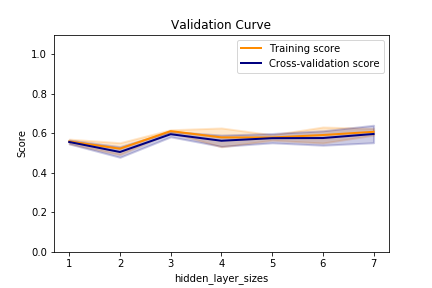 Validation Curve
Training score
Cross-validation score
1.0
0.8
0.6
0.4
0.2
0.0
Score
1 2 3 4 5 6 7
hidden_layer_sizes